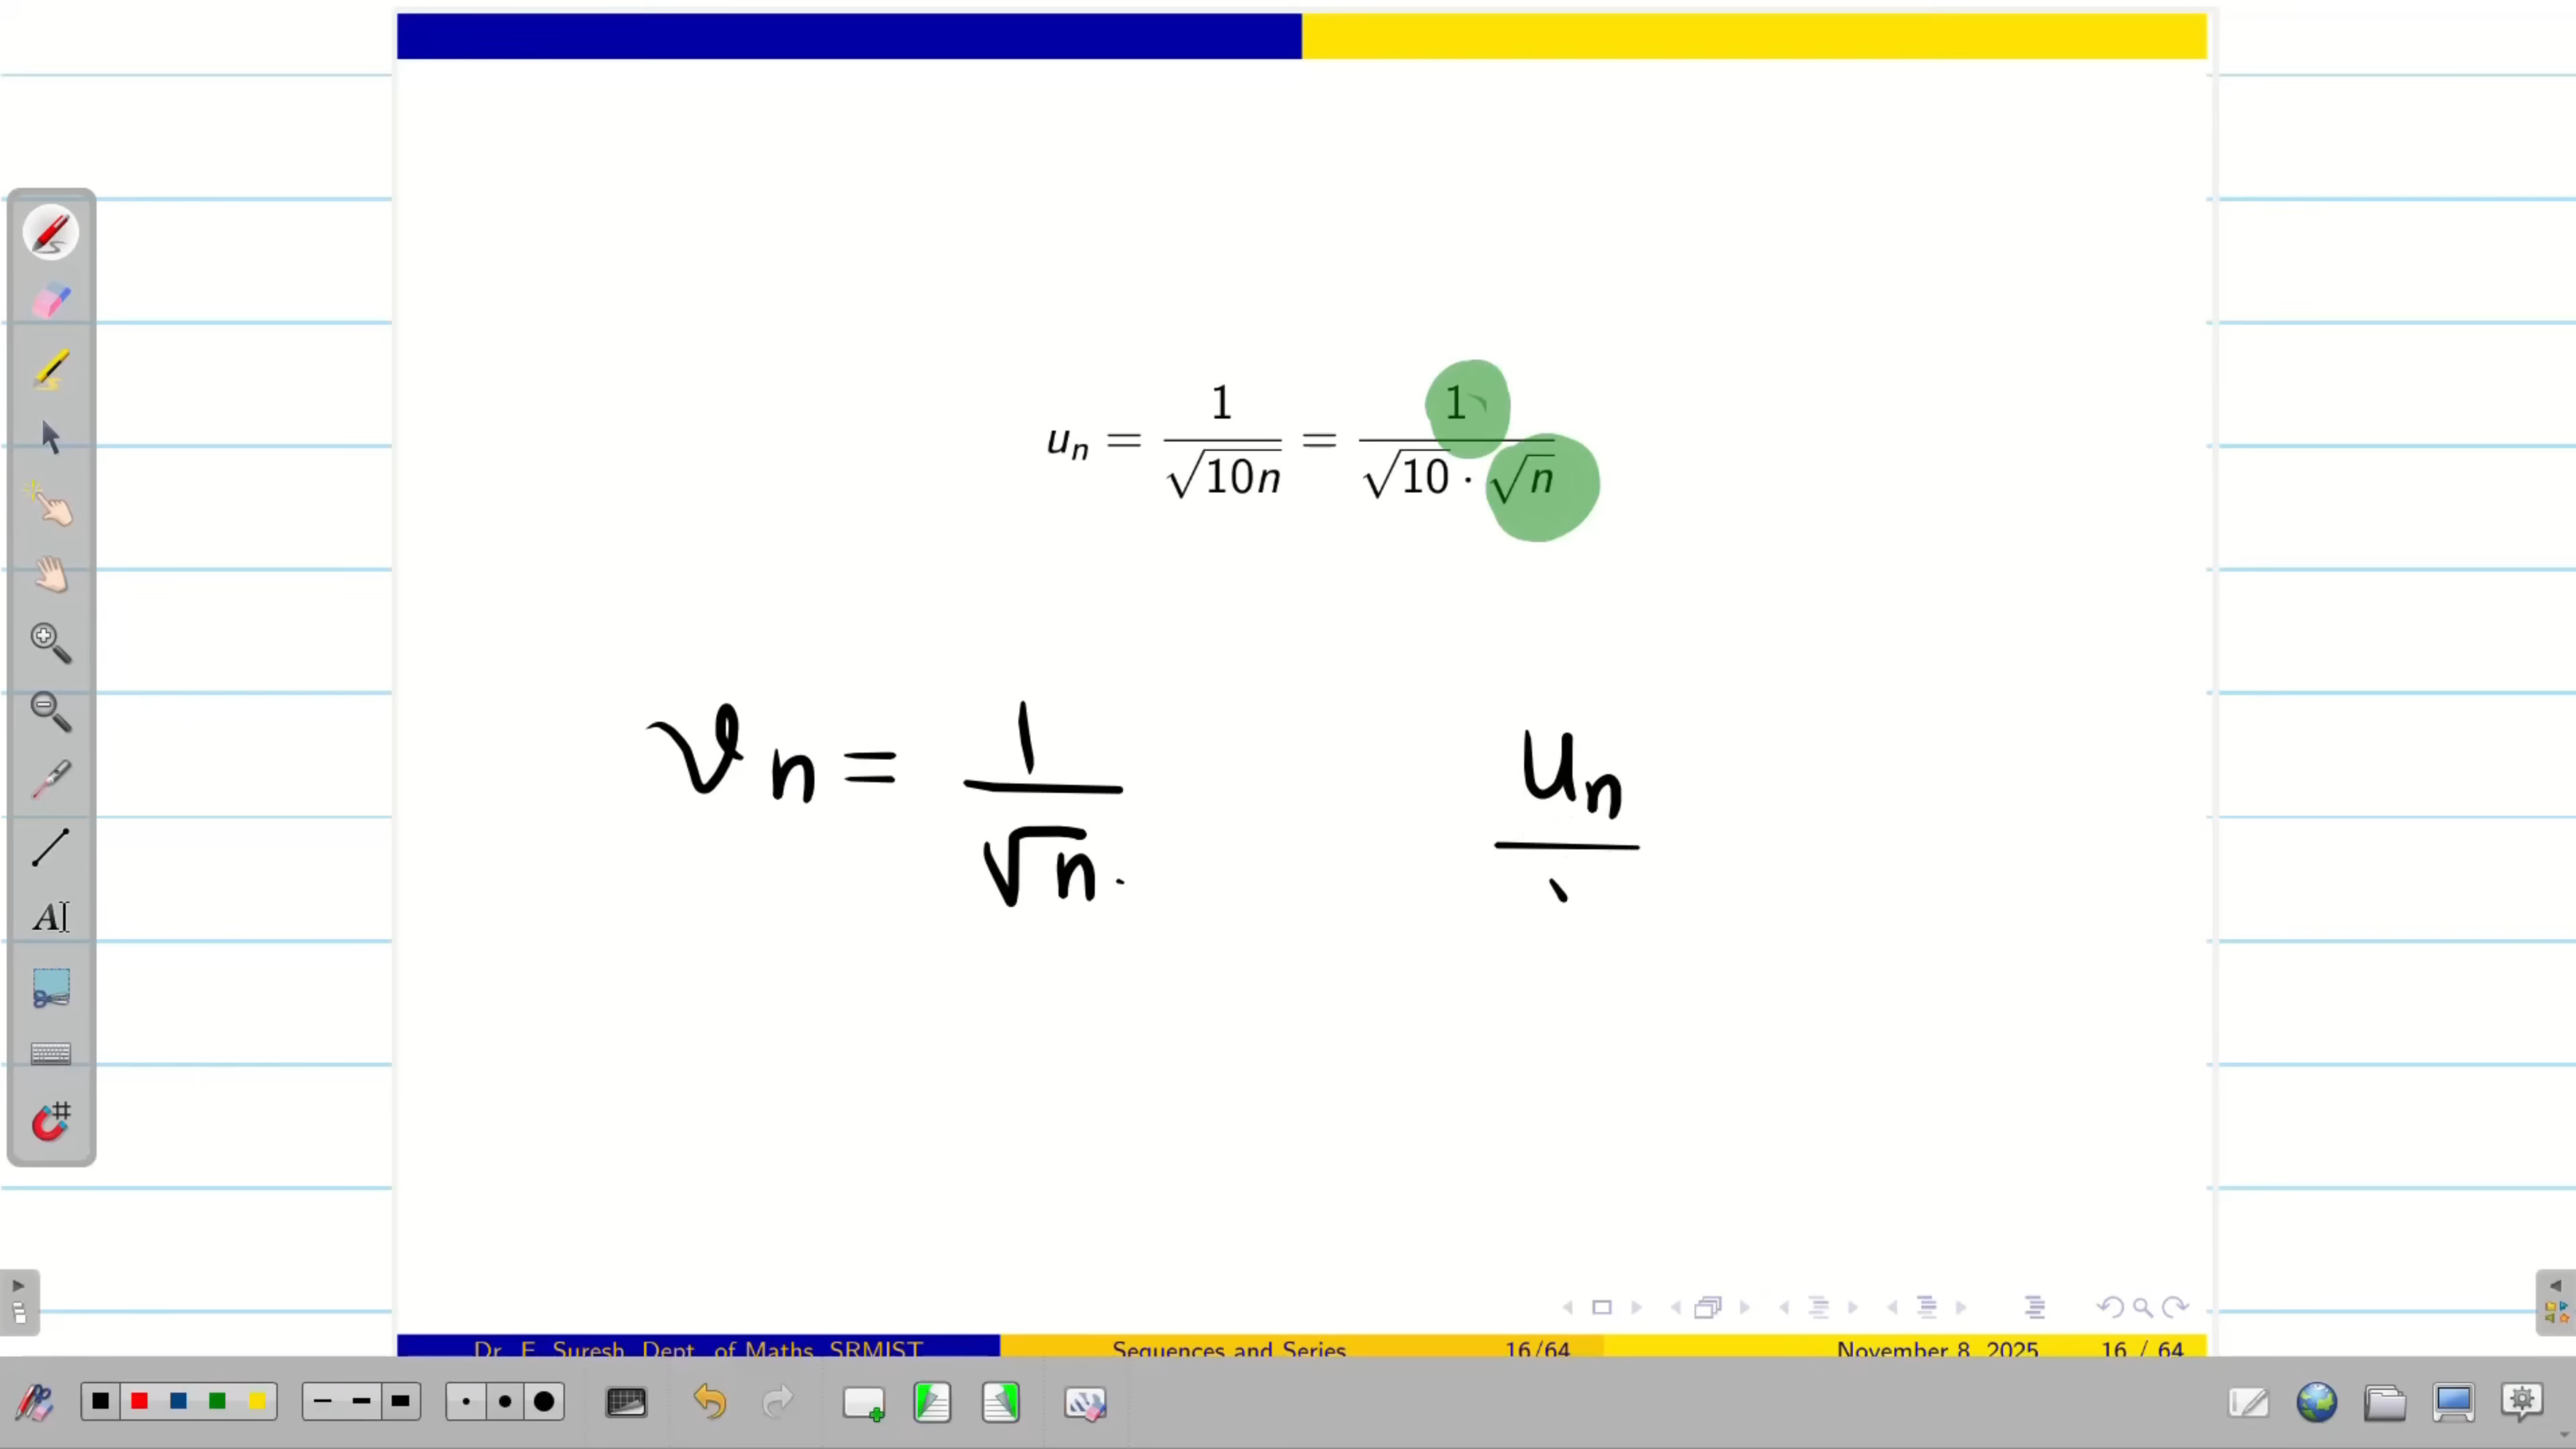 u_n = 1/√(10n) = 1/(√10 · √n)
v_n = 1/√n.
u_n
Dr. E. Suresh, Dept. of Maths, SRMIST Sequences and Series 16/64 November 8, 2025 16 / 64